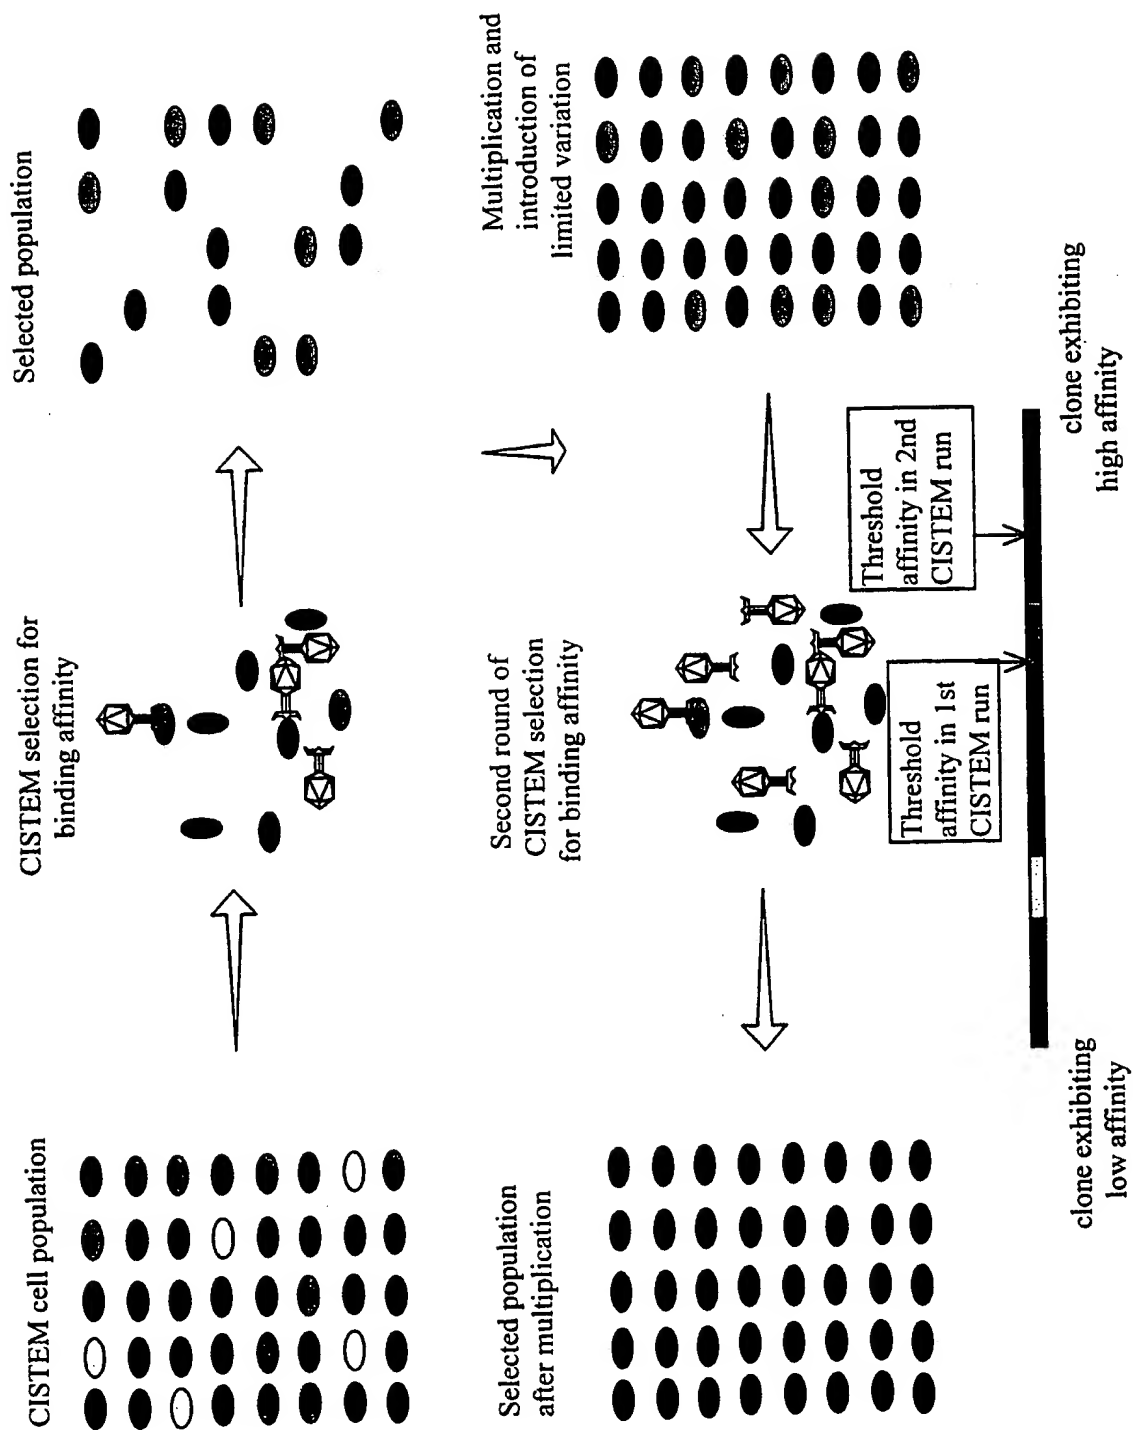 CISTEM cell population
CISTEM selection for
binding affinity
Selected population
Multiplication and
introduction of
limited variation
Second round of
CISTEM selection
for binding affinity
Selected population
after multiplication
Threshold
affinity in 1st
CISTEM run
Threshold
affinity in 2nd
CISTEM run
clone exhibiting
low affinity
clone exhibiting
high affinity